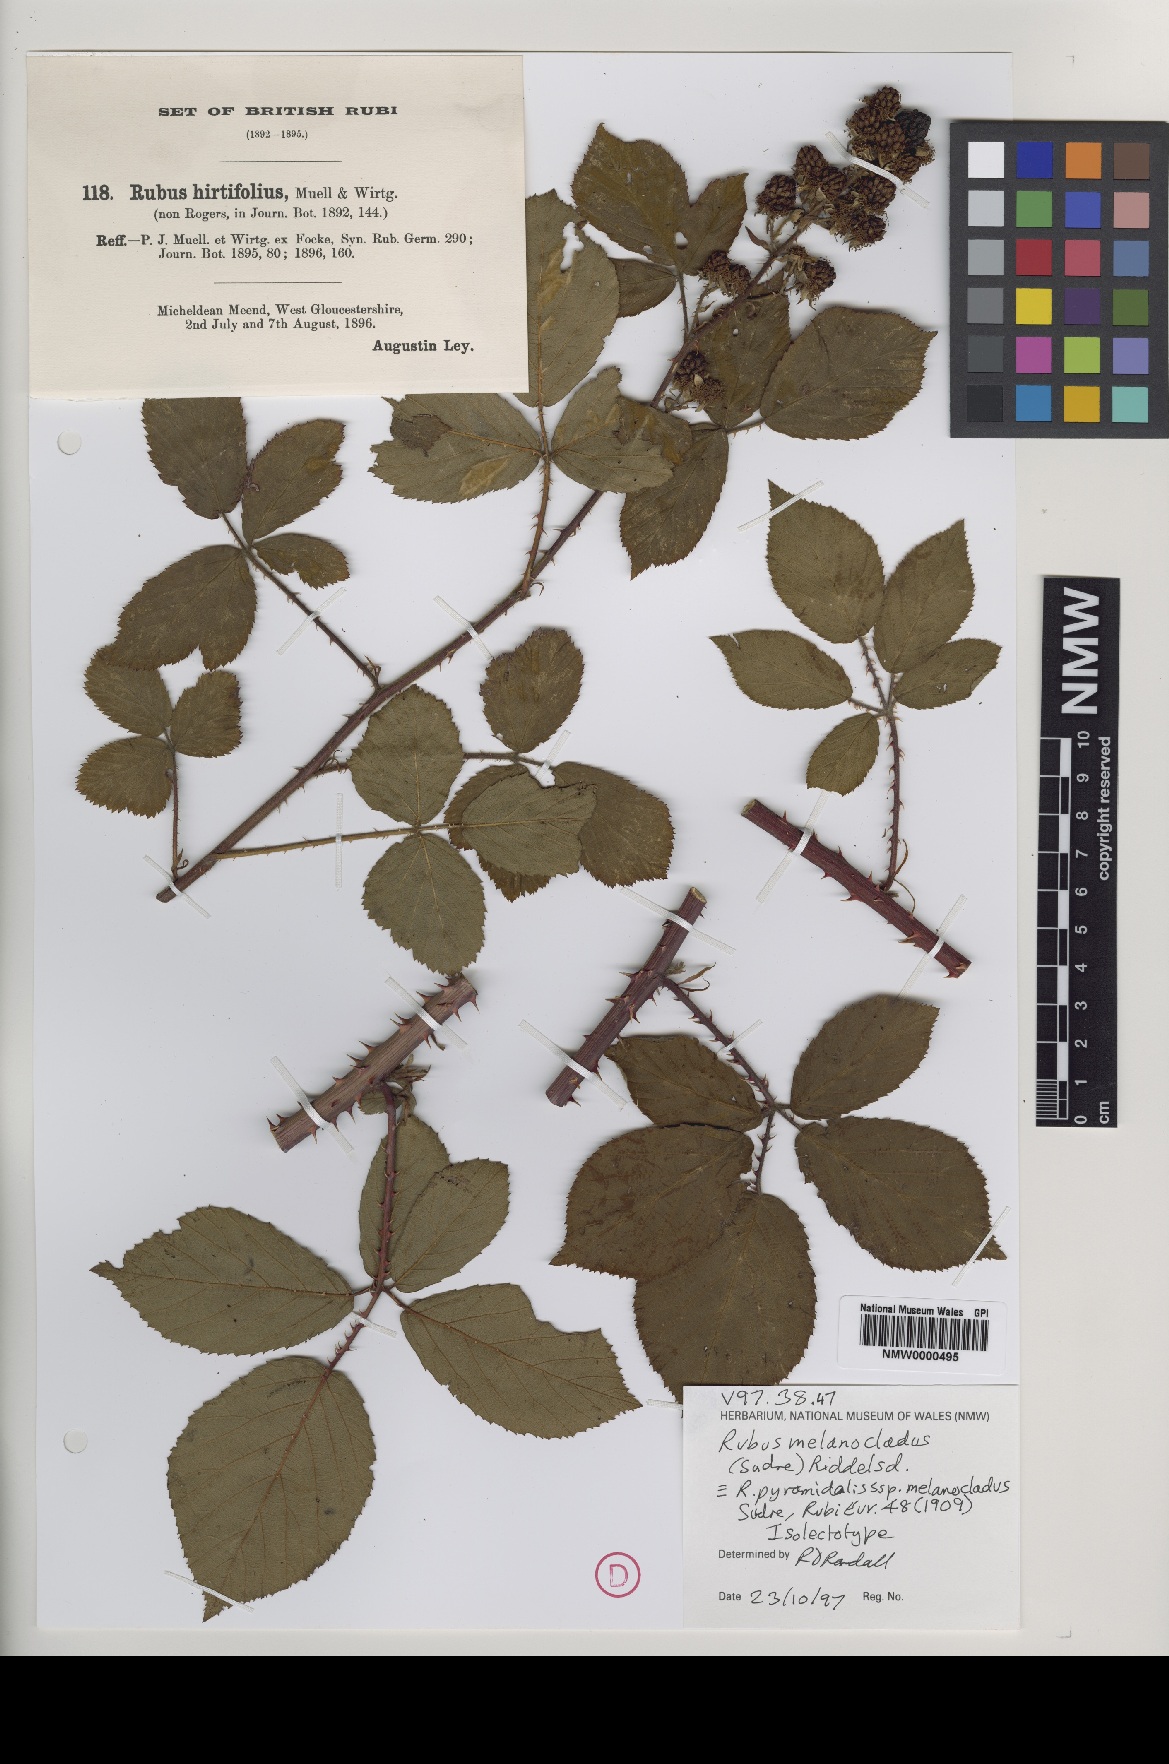 SET OF BRITISH RUBI
(1892—1895.)
118. Rubus hirtifolius, Muell & Wirtg.
(non Rogers, in Journ. Bot. 1892, 144.)
Reff.—P. J. Muell. et Wirtg. ex Focke, Syn. Rub. Germ. 290;
Journ. Bot. 1895, 80; 1896, 160.
Micheldean Meend, West Gloucestershire,
2nd July and 7th August, 1896.
Augustin Ley.
NMW
copyright reserved
10
9
8
7
6
5
4
3
2
1
0
cm
National Museum Wales GPI
NMW0000495
V97.38.47
HERBARIUM, NATIONAL MUSEUM OF WALES (NMW)
Rubus melanocladus
(Sudre) Riddelsd.
≡ R. pyramidalis ssp. melanocladus
Sudre, Rubi Eur. 48 (1909)
Isolectotype
Determined by RD Randall
Date 23/10/97 Reg. No.
D